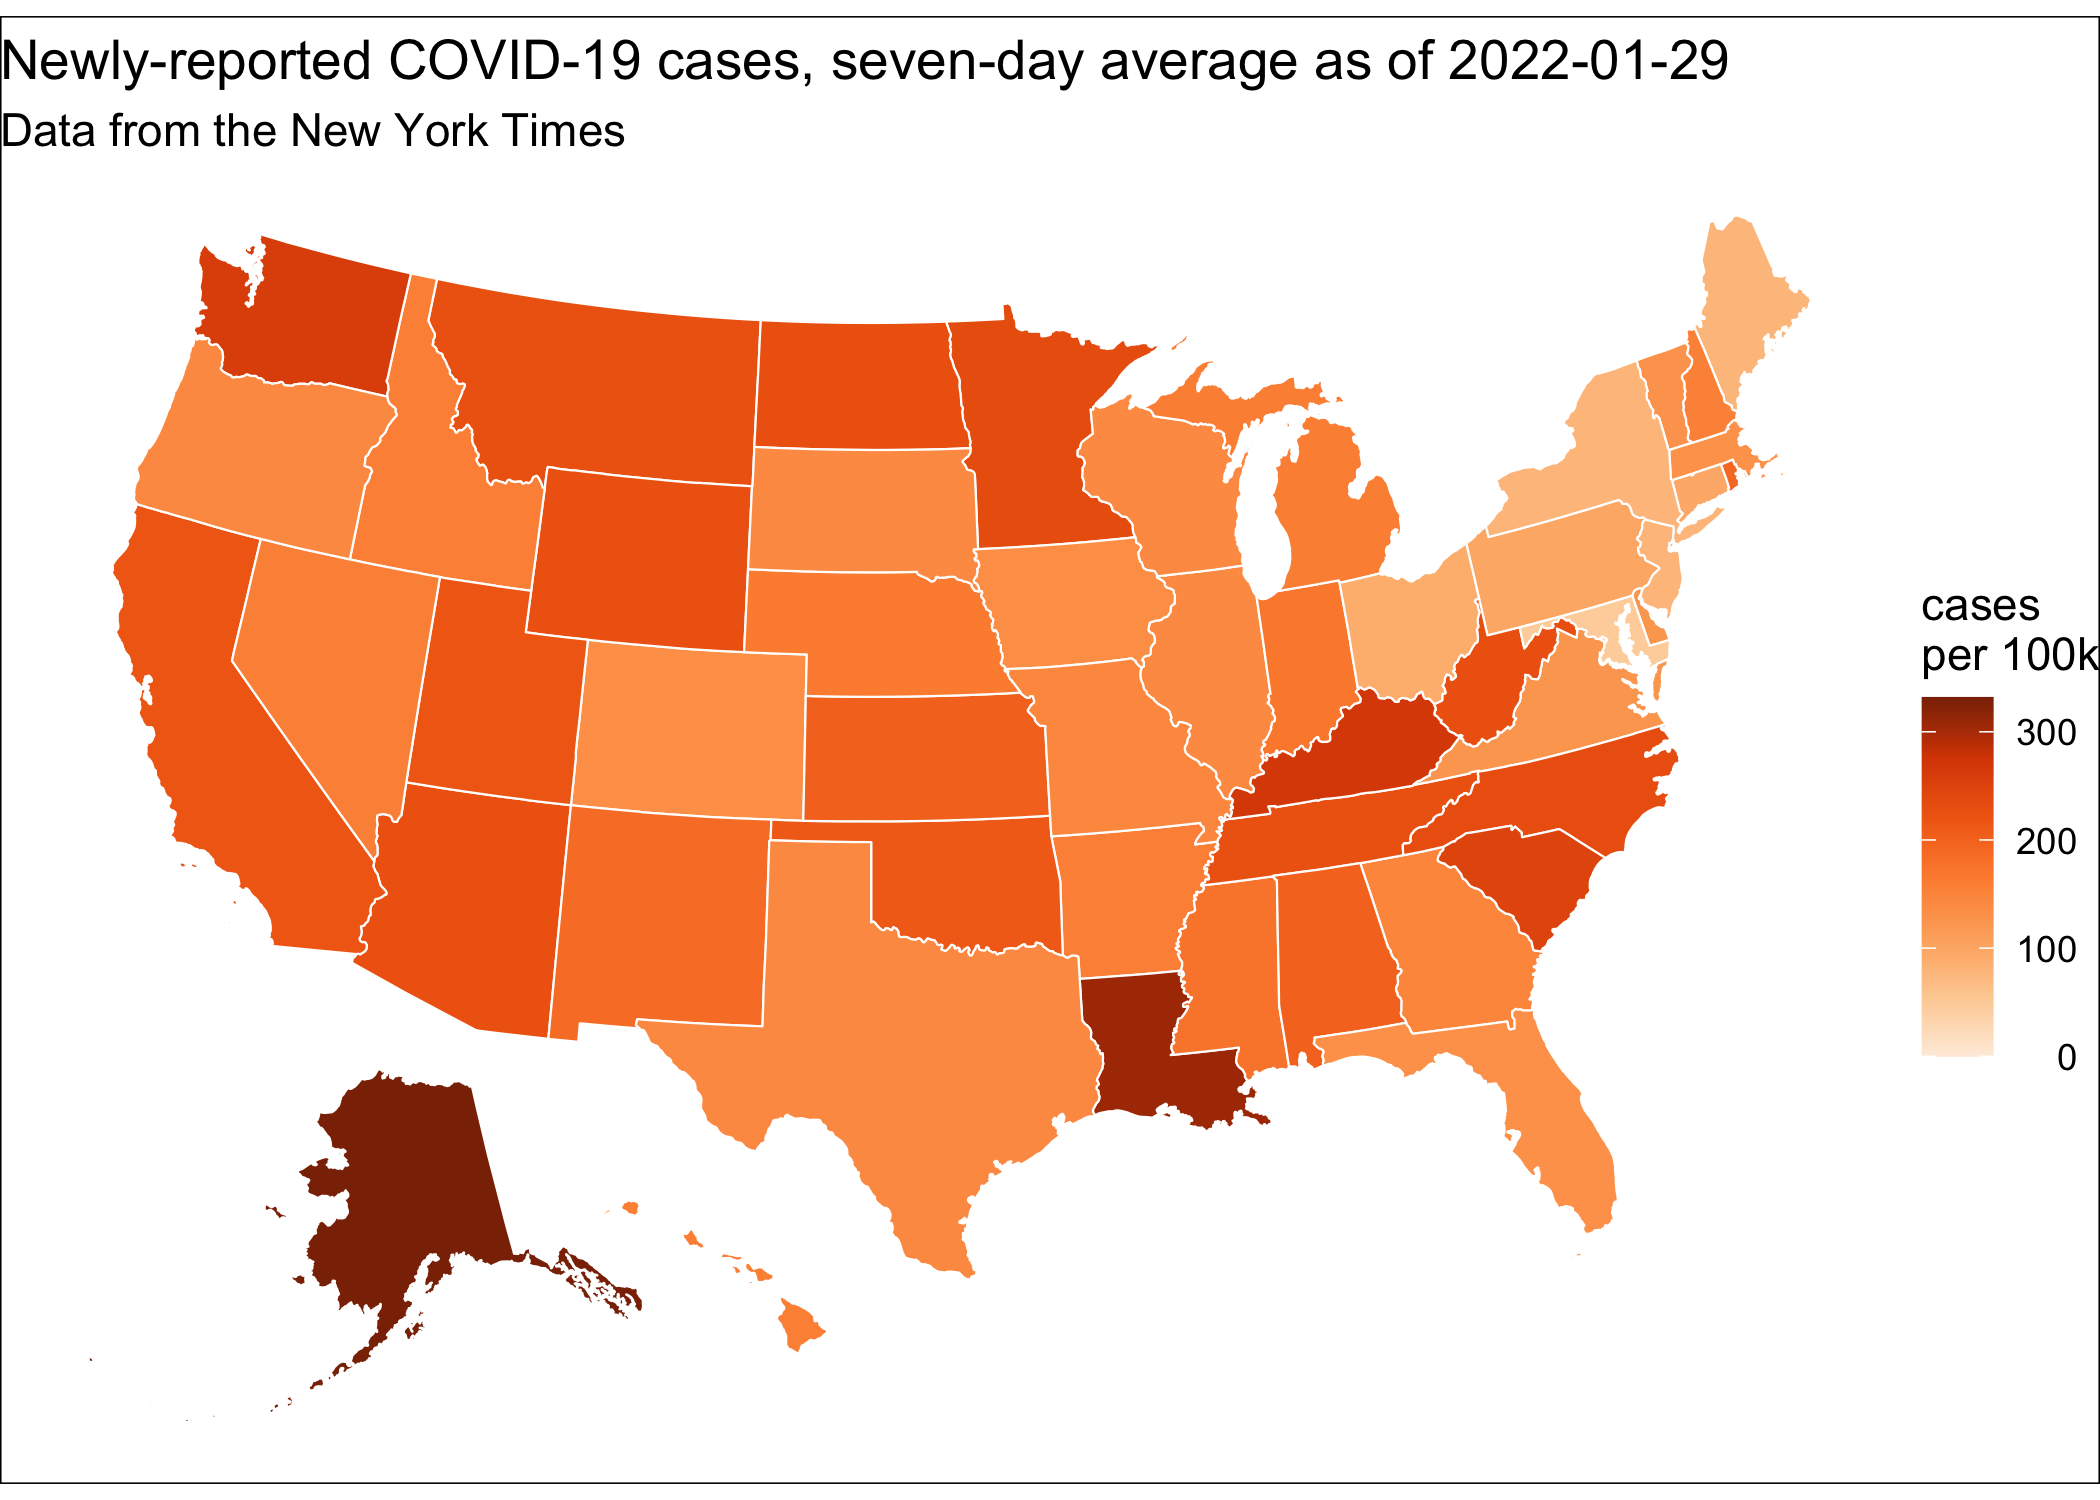 Newly-reported COVID-19 cases, seven-day average as of 2022-01-29
Data from the New York Times
cases
per 100k
300
200
100
0